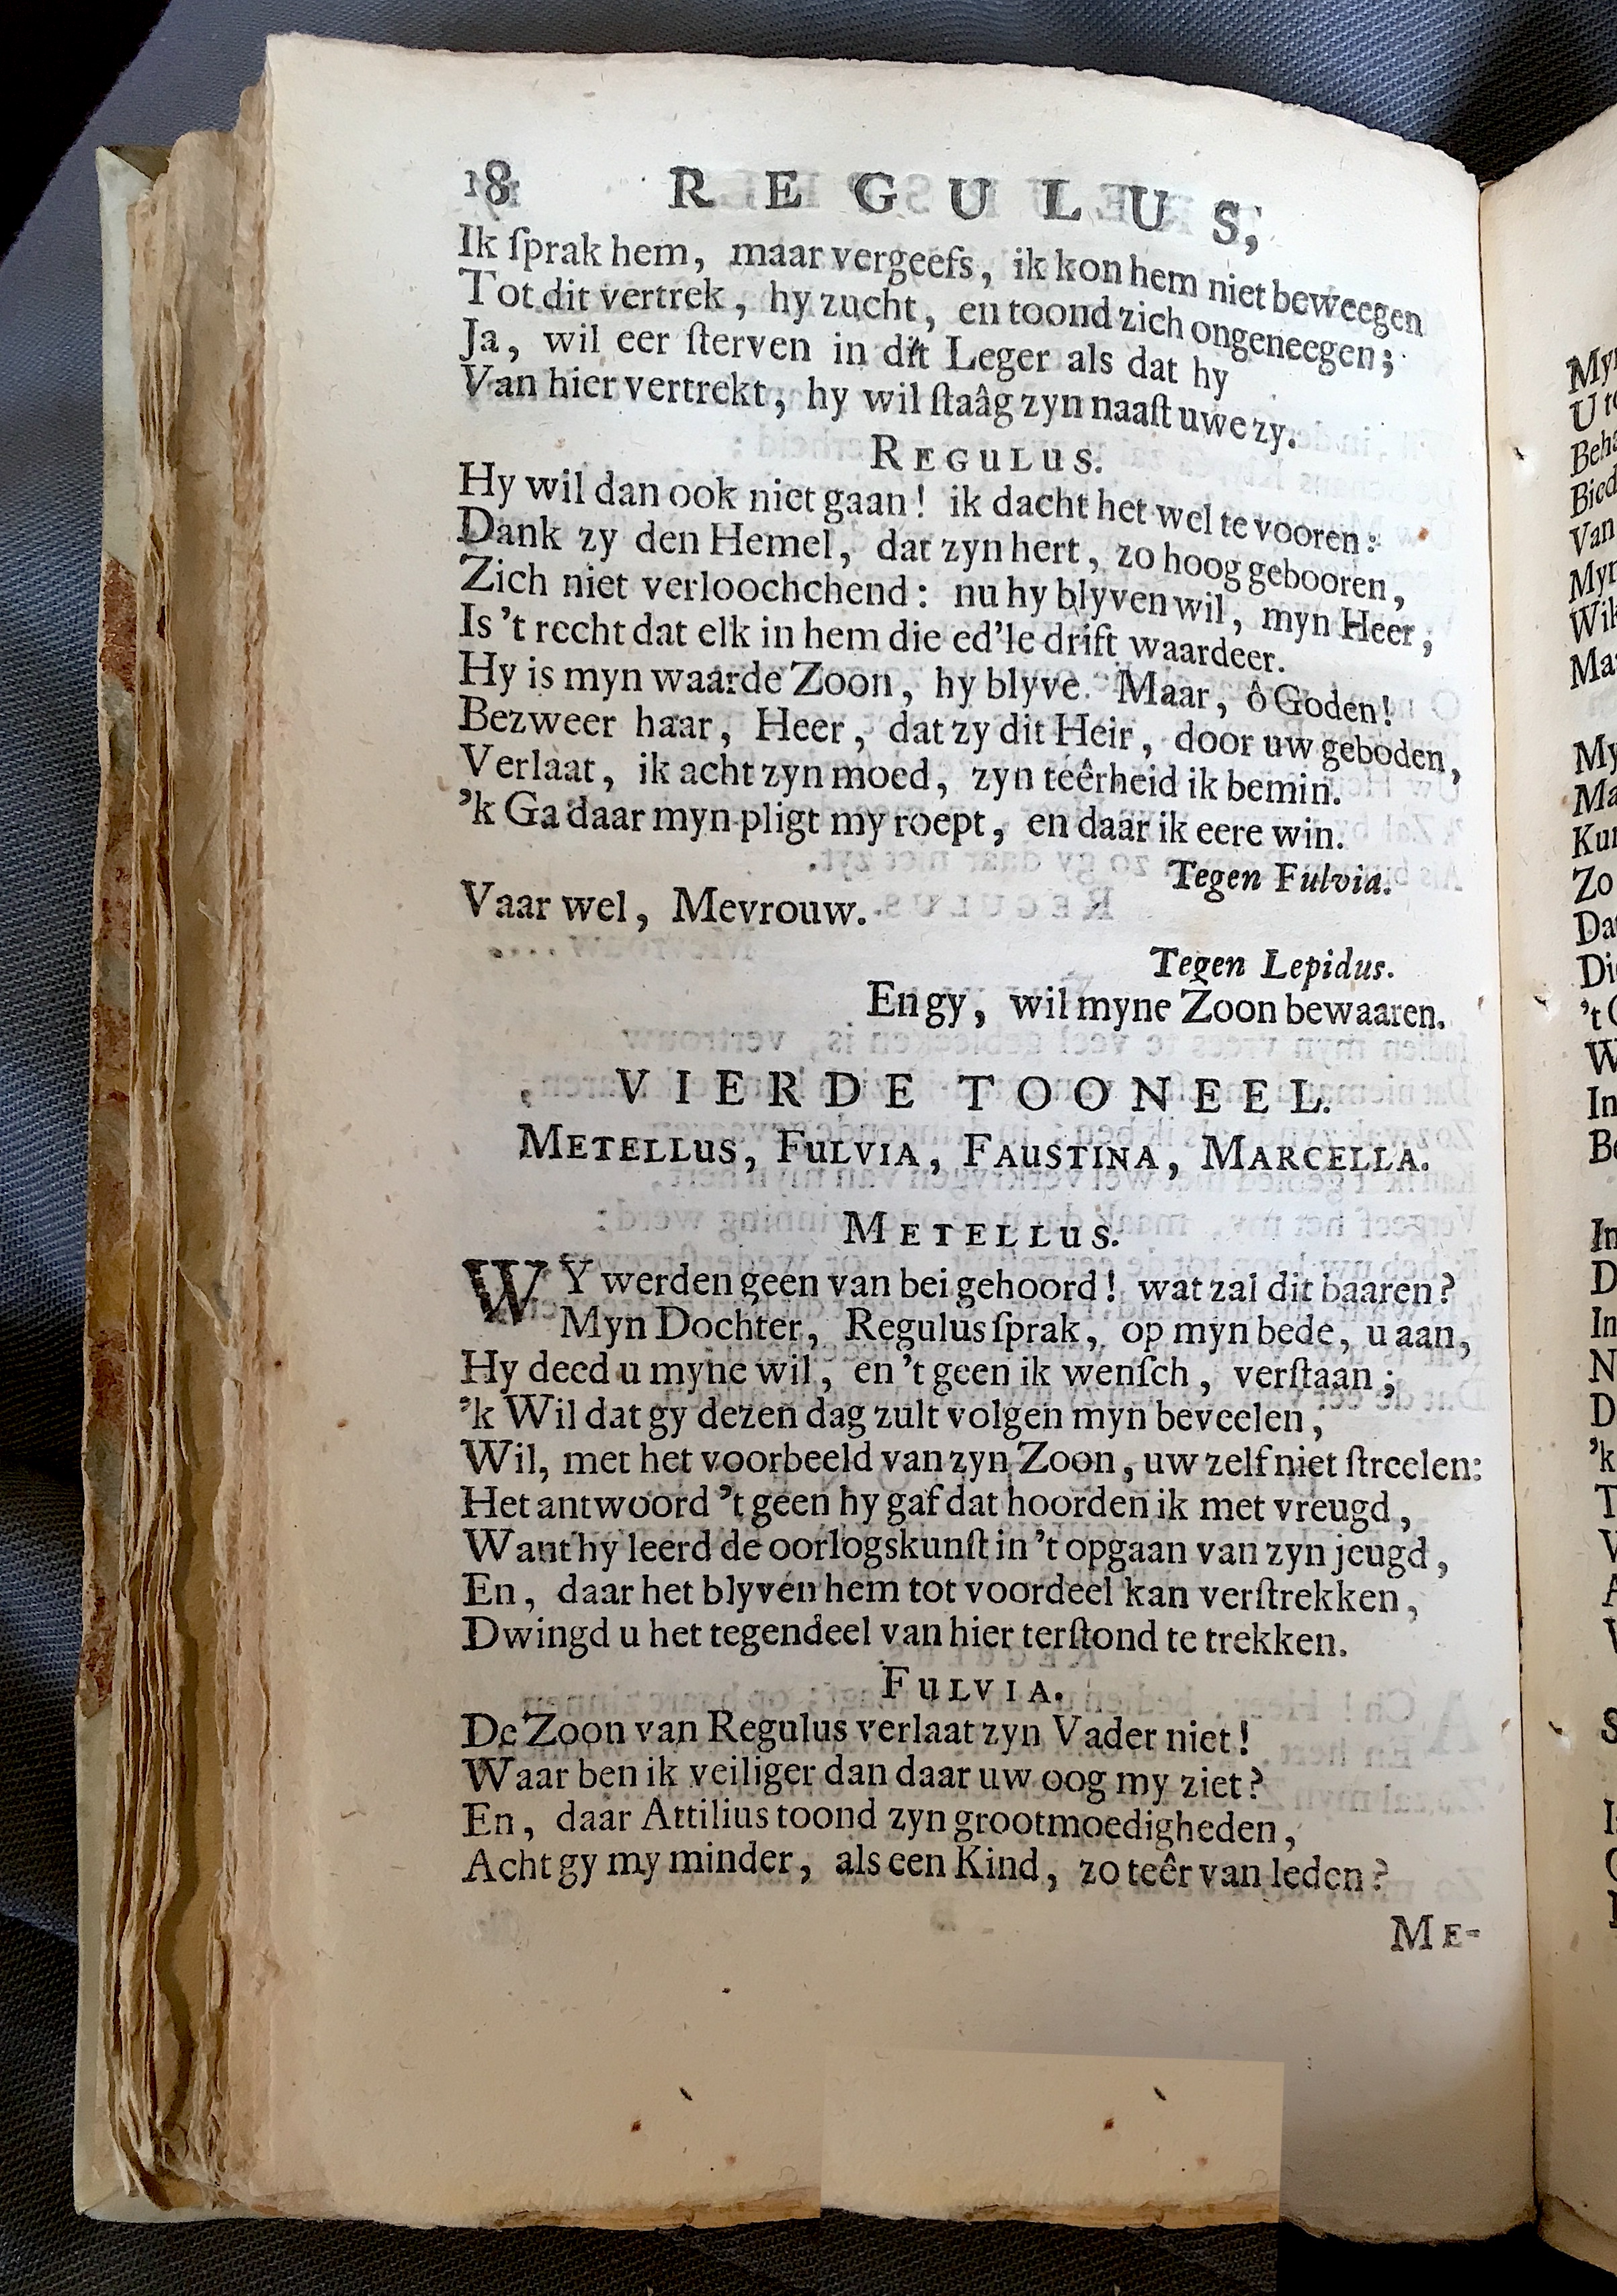 18 REGULUS,
Ik ſprak hem, maar vergeefs, ik kon hem niet beweegen
Tot dit vertrek, hy zucht, en toond zich ongeneegen;
Ja, wil eer ſterven in dit Leger als dat hy
Van hier vertrekt, hy wil ſtaâg zyn naaſt uwe zy.
REGULUS.
Hy wil dan ook niet gaan! ik dacht het wel te vooren:
Dank zy den Hemel, dat zyn hert, zo hoog gebooren,
Zich niet verloochchend: nu hy blyven wil, myn Heer,
Is 't recht dat elk in hem die ed'le drift waardeer.
Hy is myn waarde Zoon, hy blyve. Maar, ô Goden!
Bezweer haar, Heer, dat zy dit Heir, door uw geboden,
Verlaat, ik acht zyn moed, zyn teêrheid ik bemin.
'k Ga daar myn pligt my roept, en daar ik eere win.
Tegen Fulvia.
Vaar wel, Mevrouw.
Tegen Lepidus.
En gy, wil myne Zoon bewaaren.
VIERDE TOONEEL.
METELLUS, FULVIA, FAUSTINA, MARCELLA.
METELLUS.
WY werden geen van bei gehoord! wat zal dit baaren?
Myn Dochter, Regulus ſprak, op myn bede, u aan,
Hy deed u myne wil, en 't geen ik wenſch, verſtaan;
'k Wil dat gy dezen dag zult volgen myn beveelen,
Wil, met het voorbeeld van zyn Zoon, uw zelf niet ſtreelen:
Het antwoord 't geen hy gaf dat hoorden ik met vreugd,
Want hy leerd de oorlogskunſt in 't opgaan van zyn jeugd,
En, daar het blyven hem tot voordeel kan verſtrekken,
Dwingd u het tegendeel van hier terſtond te trekken.
FULVIA.
De Zoon van Regulus verlaat zyn Vader niet!
Waar ben ik veiliger dan daar uw oog my ziet?
En, daar Attilius toond zyn grootmoedigheden,
Acht gy my minder, als een Kind, zo teêr van leden?
ME-